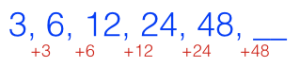 3, 6, 12, 24, 48, __
+3 +6 +12 +24 +48